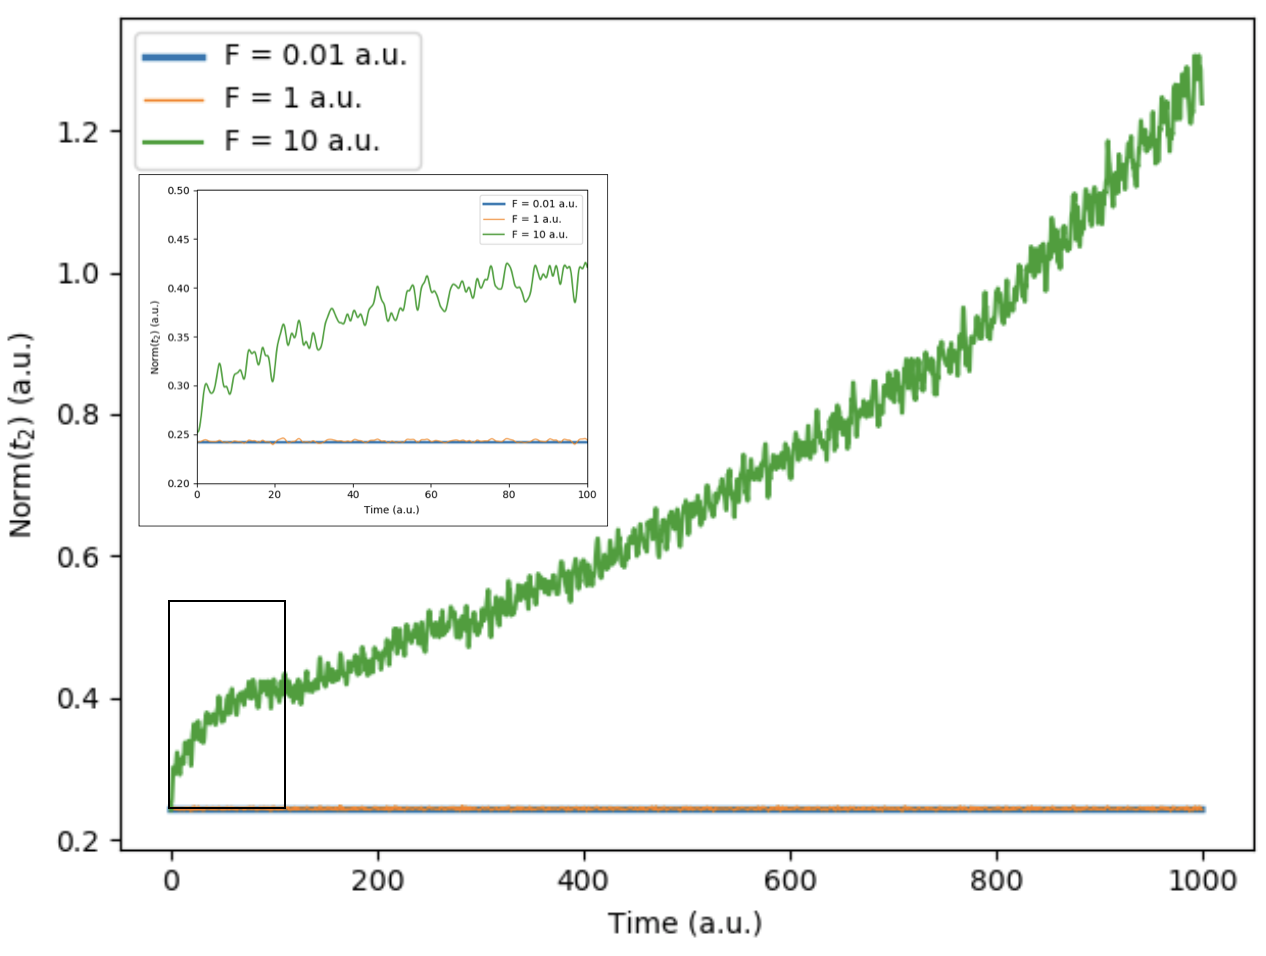 F = 0.01 a.u.
F = 1 a.u.
F = 10 a.u.
Norm(t₂) (a.u.)
1.2
1.0
0.8
0.6
0.4
0.2
0 200 400 600 800 1000
Time (a.u.)
F = 0.01 a.u.
F = 1 a.u.
F = 10 a.u.
Norm(t₂) (a.u.)
0.50
0.45
0.40
0.35
0.30
0.25
0.20
0 20 40 60 80 100
Time (a.u.)